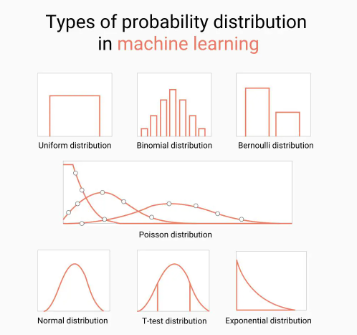 Types of probability distribution
in machine learning
Uniform distribution
Binomial distribution
Bernoulli distribution
Poisson distribution
Normal distribution
T-test distribution
Exponential distribution